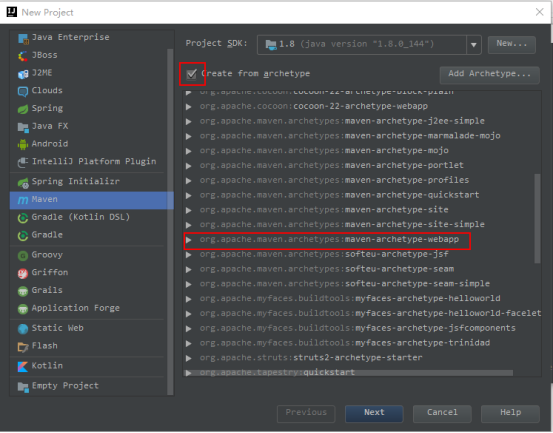 New Project
Java Enterprise
JBoss
J2ME
Clouds
Spring
Java FX
Android
IntelliJ Platform Plugin
Spring Initializr
Maven
Gradle (Kotlin DSL)
Gradle
Groovy
Griffon
Grails
Application Forge
Static Web
Flash
Kotlin
Empty Project
Project SDK: 1.8 (java version "1.8.0_144") New...
Create from archetype Add Archetype...
org.apache.cocoon:cocoon-22-archetype-block-plain
org.apache.cocoon:cocoon-22-archetype-webapp
org.apache.maven.archetypes:maven-archetype-j2ee-simple
org.apache.maven.archetypes:maven-archetype-marmalade-mojo
org.apache.maven.archetypes:maven-archetype-mojo
org.apache.maven.archetypes:maven-archetype-portlet
org.apache.maven.archetypes:maven-archetype-profiles
org.apache.maven.archetypes:maven-archetype-quickstart
org.apache.maven.archetypes:maven-archetype-site
org.apache.maven.archetypes:maven-archetype-site-simple
org.apache.maven.archetypes:maven-archetype-webapp
org.apache.maven.archetypes:softeu-archetype-jsf
org.apache.maven.archetypes:softeu-archetype-seam
org.apache.maven.archetypes:softeu-archetype-seam-simple
org.apache.myfaces.buildtools:myfaces-archetype-helloworld
org.apache.myfaces.buildtools:myfaces-archetype-helloworld-facelet
org.apache.myfaces.buildtools:myfaces-archetype-jsfcomponents
org.apache.myfaces.buildtools:myfaces-archetype-trinidad
org.apache.struts:struts2-archetype-starter
org.apache.tapestry:quickstart
Previous Next Cancel Help